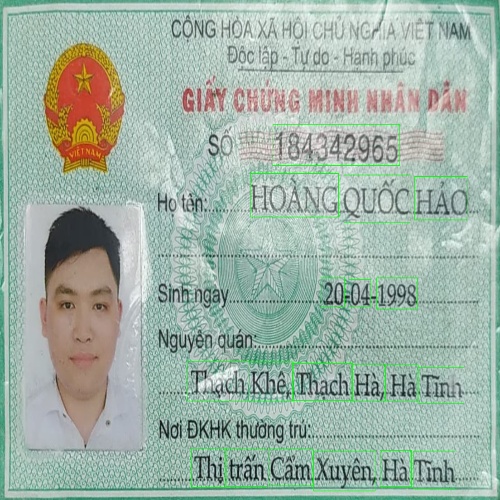 CỘNG HÒA XÃ HỘI CHỦ NGHĨA VIỆT NAM
Độc lập - Tự do - Hạnh phúc
GIẤY CHỨNG MINH NHÂN DÂN
SỐ 184342965
Họ tên: HOÀNG QUỐC HẢO
Sinh ngày 20-04-1998
Nguyên quán:
Thạch Khê, Thạch Hà, Hà Tĩnh
Nơi ĐKHK thường trú:
Thị trấn Cẩm Xuyên, Hà Tĩnh
VIỆT NAM